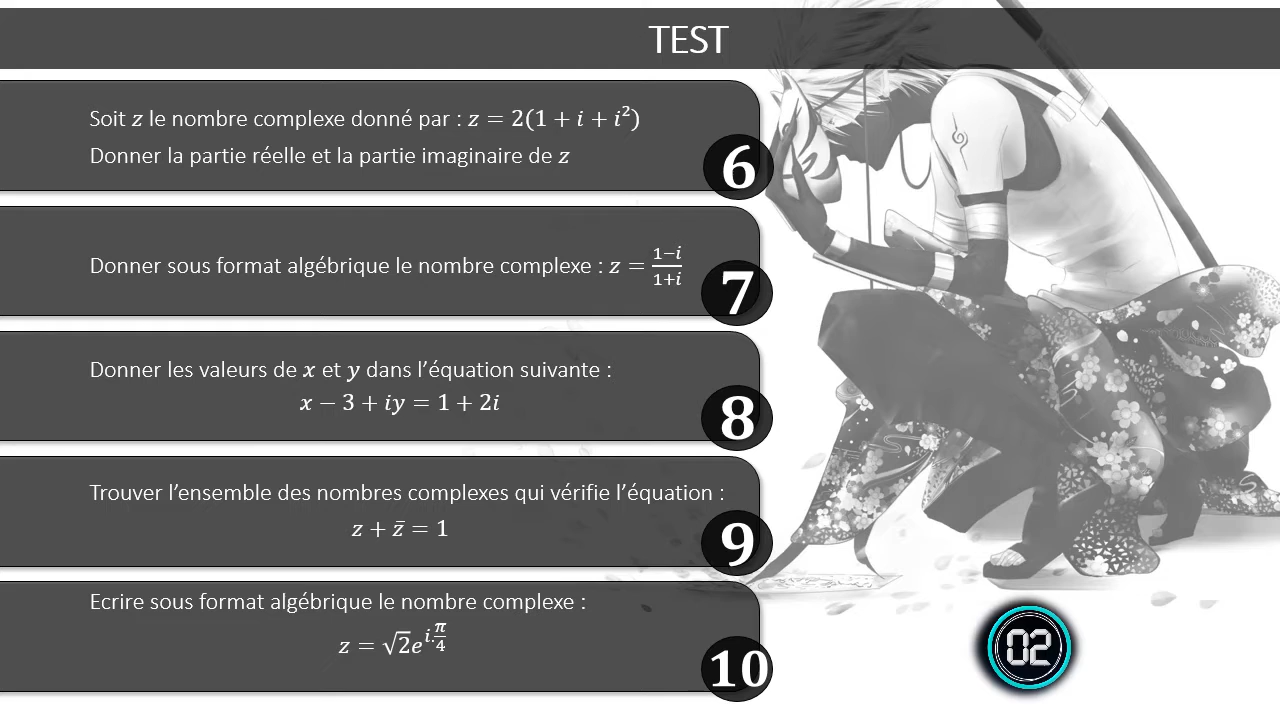 TEST
Soit z le nombre complexe donné par : z = 2(1 + i + i²)
Donner la partie réelle et la partie imaginaire de z
6
Donner sous format algébrique le nombre complexe : z = (1−i)/(1+i)
7
Donner les valeurs de x et y dans l’équation suivante :
x − 3 + iy = 1 + 2i
8
Trouver l’ensemble des nombres complexes qui vérifie l’équation :
z + z̄ = 1
9
Ecrire sous format algébrique le nombre complexe :
z = √2e^{i.π/4}
10
02